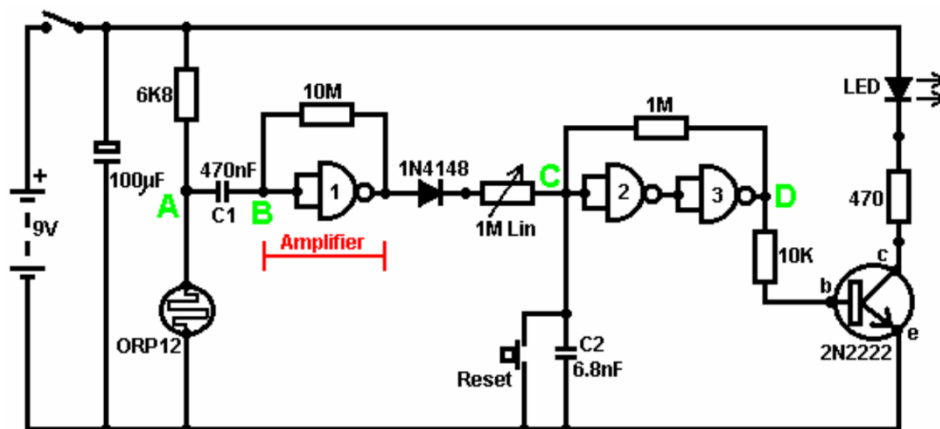 6K8
10M
1M
LED
+
100µF
470nF
1
1N4148
C
2
3
D
470
A
C1
B
1M Lin
9V
Amplifier
10K
c
b
e
ORP12
C2
6.8nF
Reset
2N2222